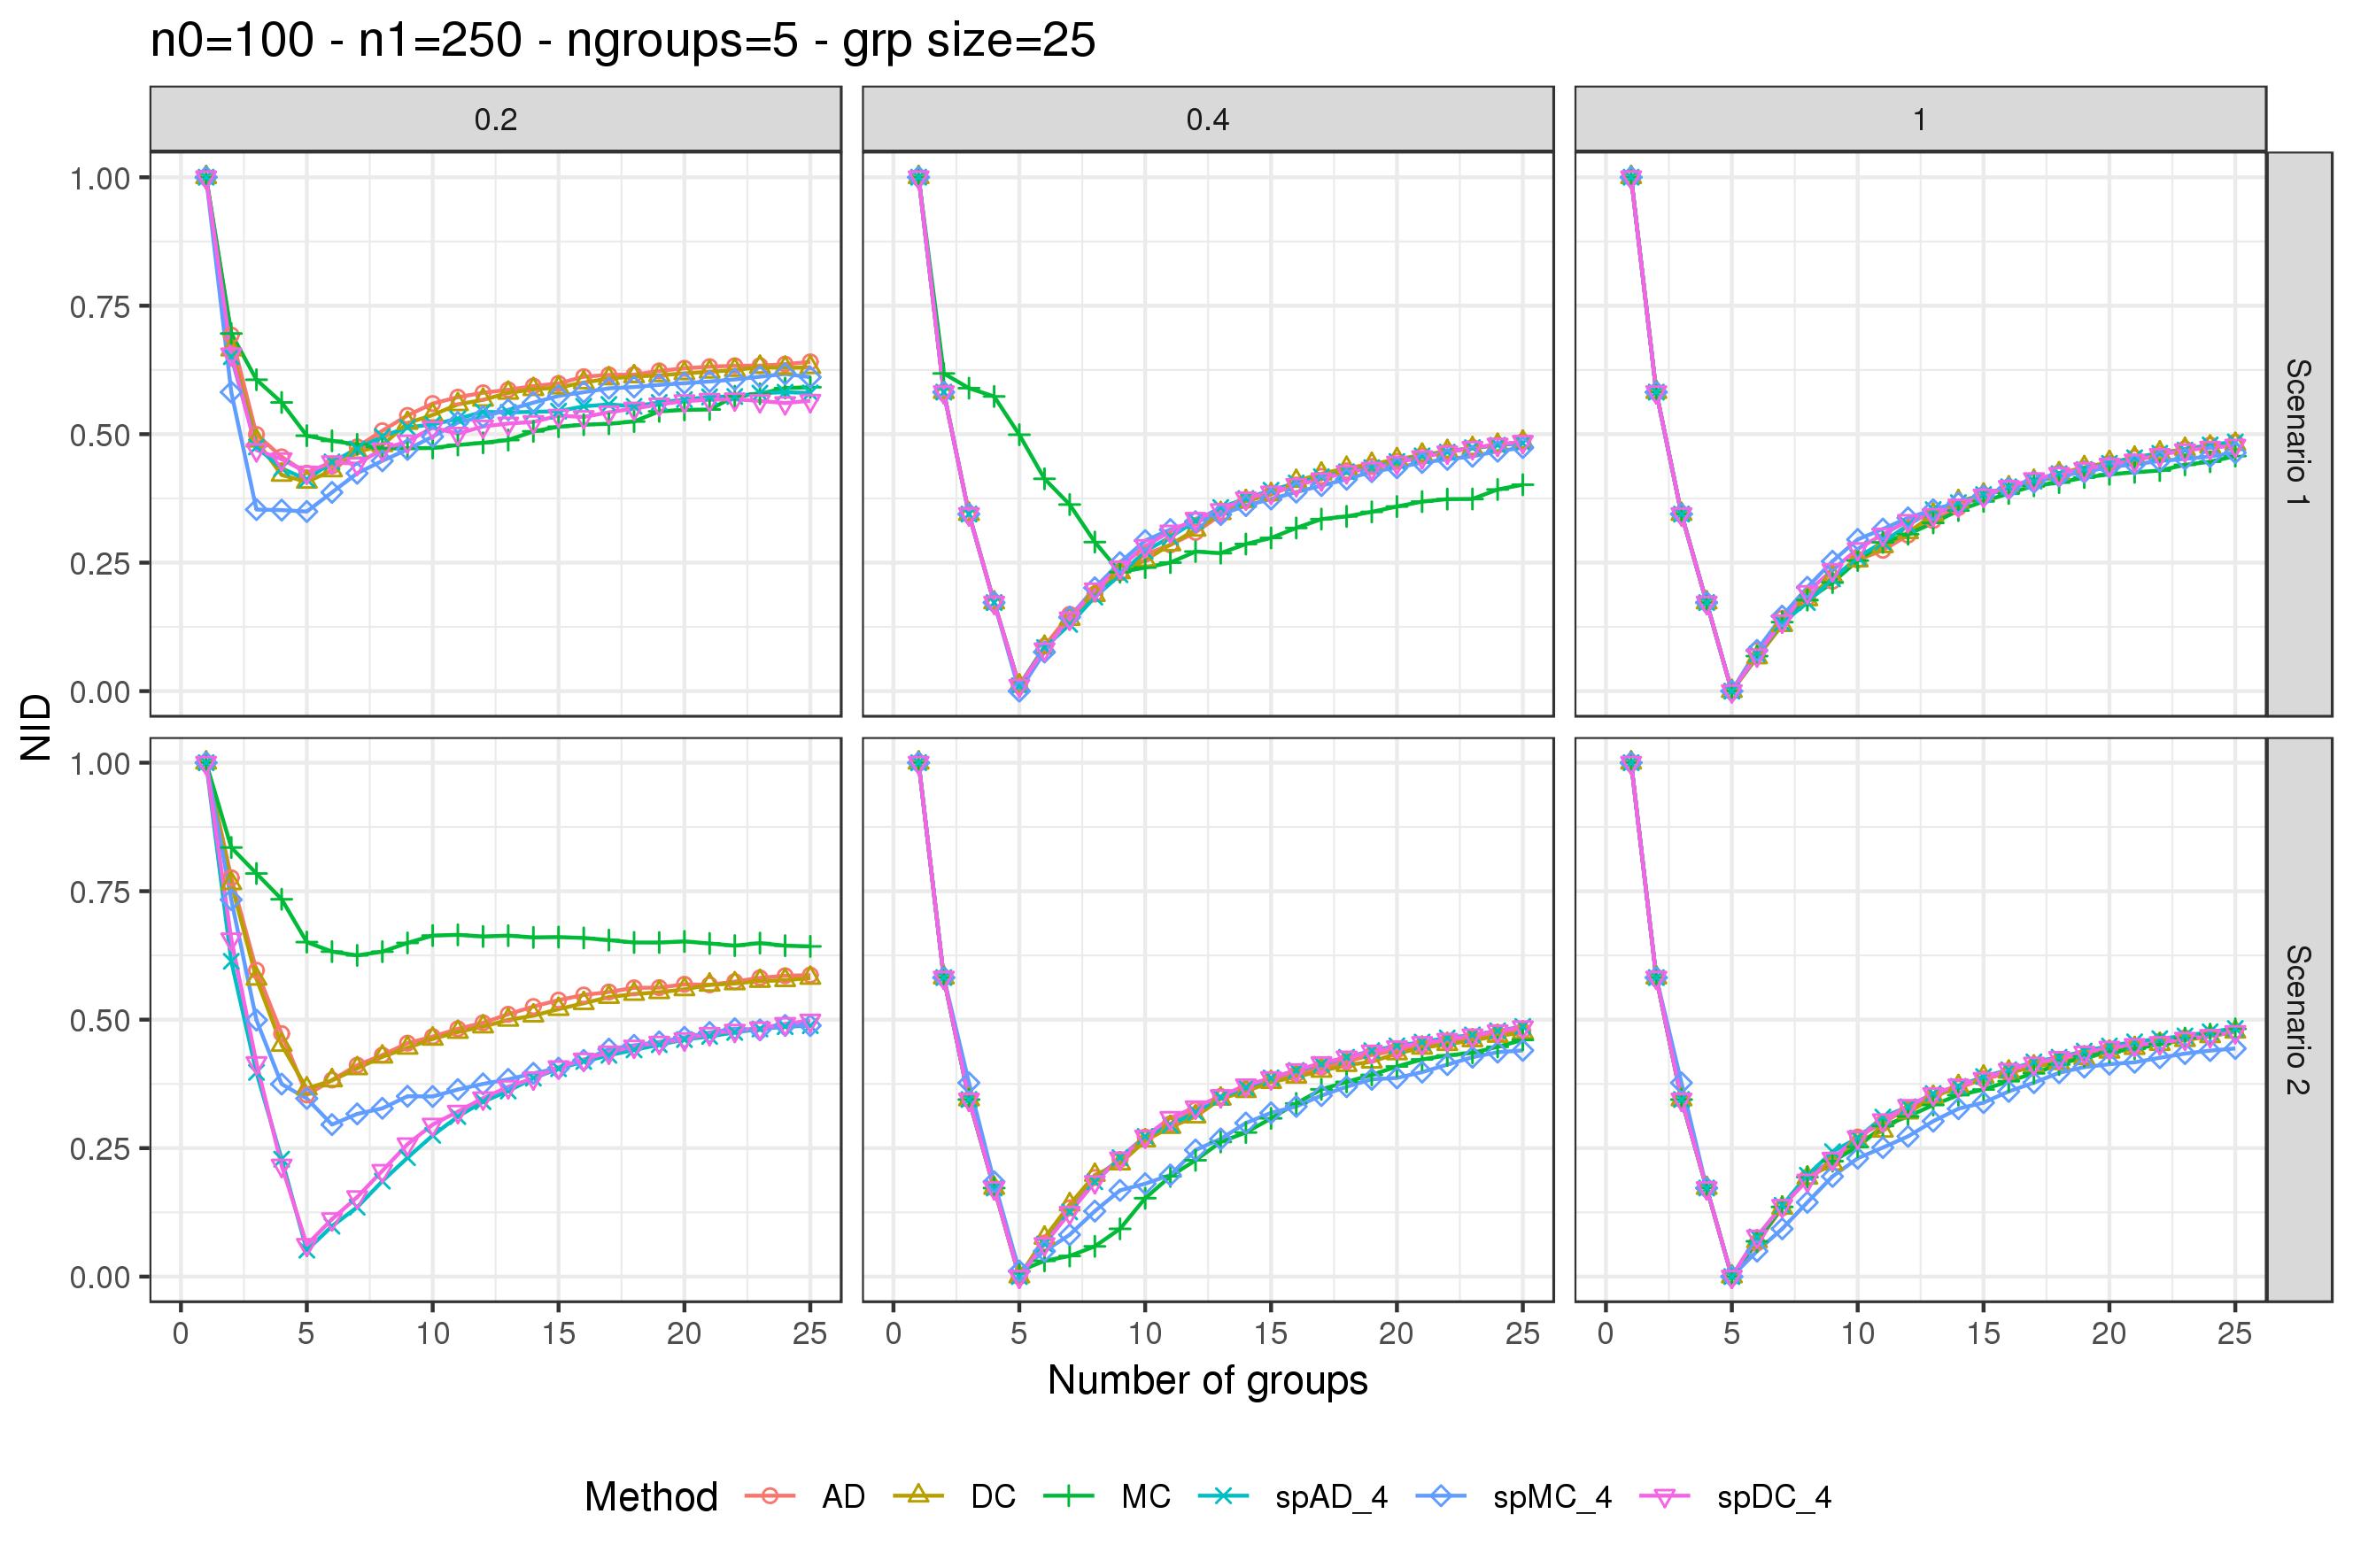 n0=100 - n1=250 - ngroups=5 - grp size=25
0.2 0.4 1
1.00
0.75
0.50
0.25
0.00
Scenario 1
NID
1.00
0.75
0.50
0.25
0.00
Scenario 2
0 5 10 15 20 25 0 5 10 15 20 25 0 5 10 15 20 25
Number of groups
Method AD DC MC spAD_4 spMC_4 spDC_4